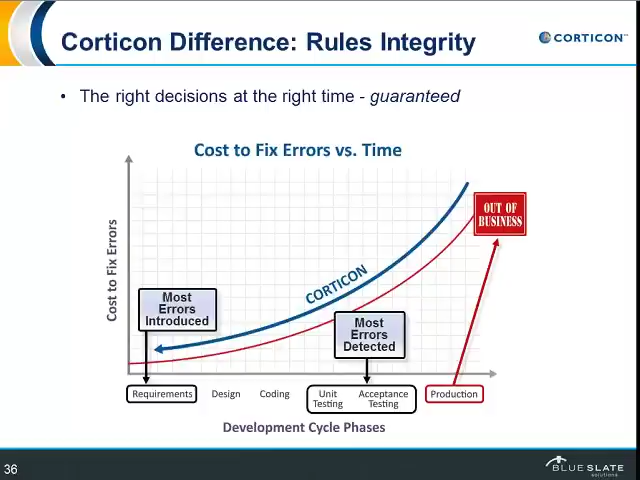 Corticon Difference: Rules Integrity
CORTICON™
• The right decisions at the right time - guaranteed
Cost to Fix Errors vs. Time
Cost to Fix Errors
OUT OF
BUSINESS
CORTICON
Most
Errors
Introduced
Most
Errors
Detected
Requirements
Design
Coding
Unit
Testing
Acceptance
Testing
Production
Development Cycle Phases
36
BLUE SLATE
solutions